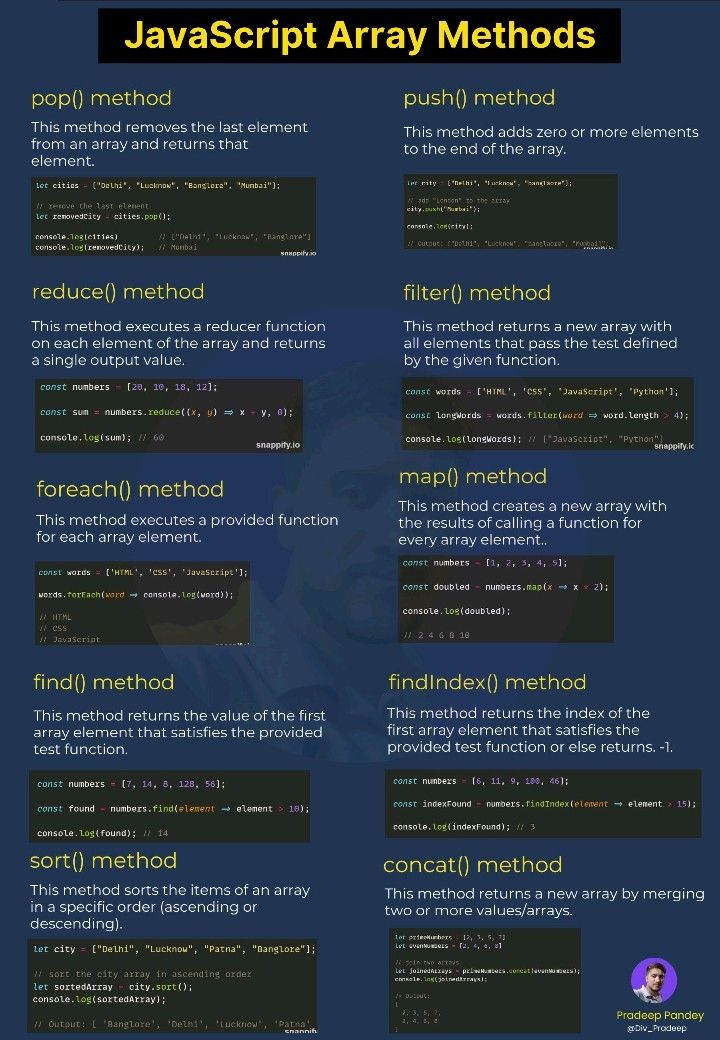 JavaScript Array Methods
pop() method
This method removes the last element
from an array and returns that
element.
let cities = ["Delhi", "Lucknow", "Banglore", "Mumbai"];
// remove the last element
let removedCity = cities.pop();
console.log(cities) // ["Delhi", "Lucknow", "Banglore"]
console.log(removedCity); // Mumbai
snappify.io
push() method
This method adds zero or more elements
to the end of the array.
let city = ["Delhi", "Lucknow", "banglaore"];
// add "London" to the array
city.push("Mumbai");
console.log(city);
// Output: ["Delhi", "Lucknow", "banglaore", "Mumbai"];
reduce() method
This method executes a reducer function
on each element of the array and returns
a single output value.
const numbers = [20, 10, 18, 12];
const sum = numbers.reduce((x, y) ⇒ x + y, 0);
console.log(sum); // 60
snappify.io
filter() method
This method returns a new array with
all elements that pass the test defined
by the given function.
const words = ['HTML', 'CSS', 'JavaScript', 'Python'];
const longWords = words.filter(word ⇒ word.length > 4);
console.log(longWords); // ["JavaScript", "Python"]
snappify.io
foreach() method
This method executes a provided function
for each array element.
const words = ['HTML', 'CSS', 'JavaScript'];
words.forEach(word ⇒ console.log(word));
// HTML
// CSS
// JavaScript
map() method
This method creates a new array with
the results of calling a function for
every array element..
const numbers = [1, 2, 3, 4, 5];
const doubled = numbers.map(x ⇒ x * 2);
console.log(doubled);
// 2 4 6 8 10
find() method
This method returns the value of the first
array element that satisfies the provided
test function.
const numbers = [7, 14, 8, 128, 56];
const found = numbers.find(element ⇒ element > 10);
console.log(found); // 14
findIndex() method
This method returns the index of the
first array element that satisfies the
provided test function or else returns. -1.
const numbers = [6, 11, 9, 100, 46];
const indexFound = numbers.findIndex(element ⇒ element > 15);
console.log(indexFound); // 3
sort() method
This method sorts the items of an array
in a specific order (ascending or
descending).
let city = ["Delhi", "Lucknow", "Patna", "Banglore"];
// sort the city array in ascending order
let sortedArray = city.sort();
console.log(sortedArray);
// Output: [ 'Banglore', 'Delhi', 'Lucknow', 'Patna'
concat() method
This method returns a new array by merging
two or more values/arrays.
let primeNumbers = [2, 3, 5, 7]
let evenNumbers = [2, 4, 6, 8]
// join two arrays
let joinedArrays = primeNumbers.concat(evenNumbers);
console.log(joinedArrays);
/* Output:
[
2, 3, 5, 7,
2, 4, 6, 8
]
Pradeep Pandey
@Div_Pradeep